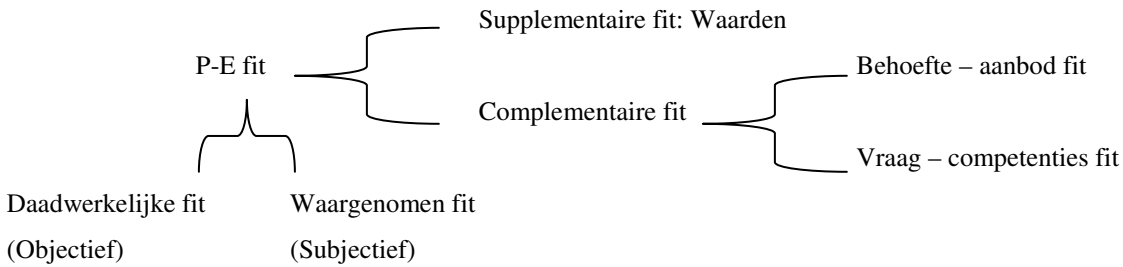 Supplementaire fit: Waarden
P-E fit
Behoefte – aanbod fit
Complementaire fit
Vraag – competenties fit
Daadwerkelijke fit
(Objectief)
Waargenomen fit
(Subjectief)